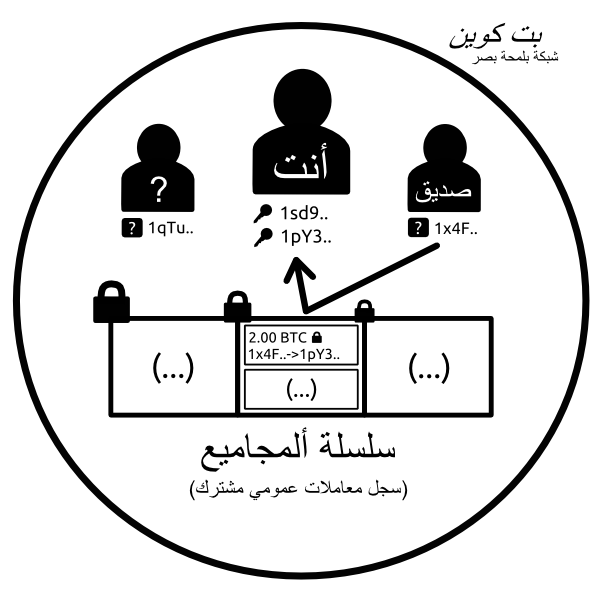 بت كوين
شبكة بلمحة بصر
أنت
?
صديق
? 1qTu..
1sd9..
1pY3..
? 1x4F..
2.00 BTC
1x4F..->1pY3..
(...)
(...)
(...)
سلسلة ألمجاميع
(سجل معاملات عمومي مشترك)